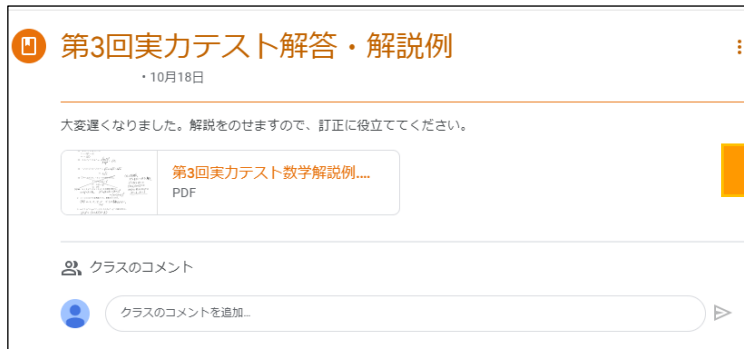 第3回実力テスト解答・解説例
・10月18日
大変遅くなりました。解説をのせますので、訂正に役立ててください。
第3回実力テスト数学解説例....
PDF
クラスのコメント
クラスのコメントを追加...